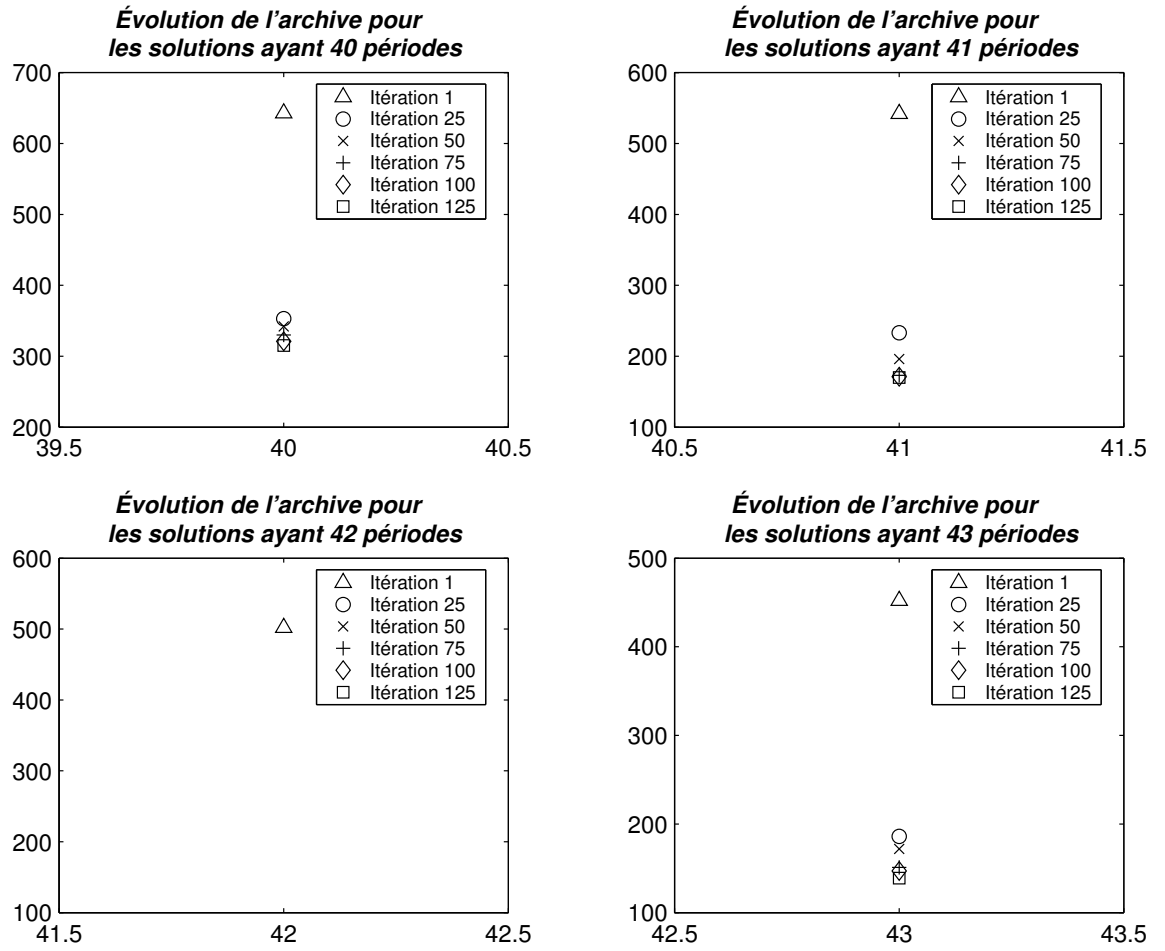 Évolution de l'archive pour
les solutions ayant 40 périodes
700
600
500
400
300
200
39.5
40
40.5
Itération 1
Itération 25
Itération 50
Itération 75
Itération 100
Itération 125
Évolution de l'archive pour
les solutions ayant 41 périodes
600
500
400
300
200
100
40.5
41
41.5
Itération 1
Itération 25
Itération 50
Itération 75
Itération 100
Itération 125
Évolution de l'archive pour
les solutions ayant 42 périodes
600
500
400
300
200
100
41.5
42
42.5
Itération 1
Itération 25
Itération 50
Itération 75
Itération 100
Itération 125
Évolution de l'archive pour
les solutions ayant 43 périodes
500
400
300
200
100
42.5
43
43.5
Itération 1
Itération 25
Itération 50
Itération 75
Itération 100
Itération 125